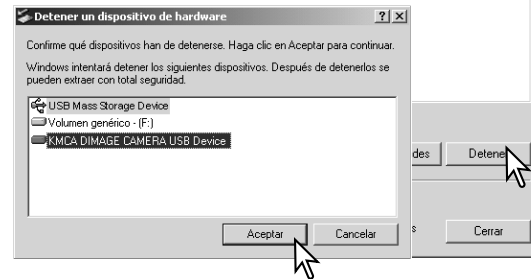 Detener un dispositivo de hardware
Confirme qué dispositivos han de detenerse. Haga clic en Aceptar para continuar.
Windows intentará detener los siguientes dispositivos. Después de detenerlos se
pueden extraer con total seguridad.
USB Mass Storage Device
Volumen genérico - (F:)
KMCA DIMAGE CAMERA USB Device
Aceptar
Cancelar
des
Detene
s
Cerrar